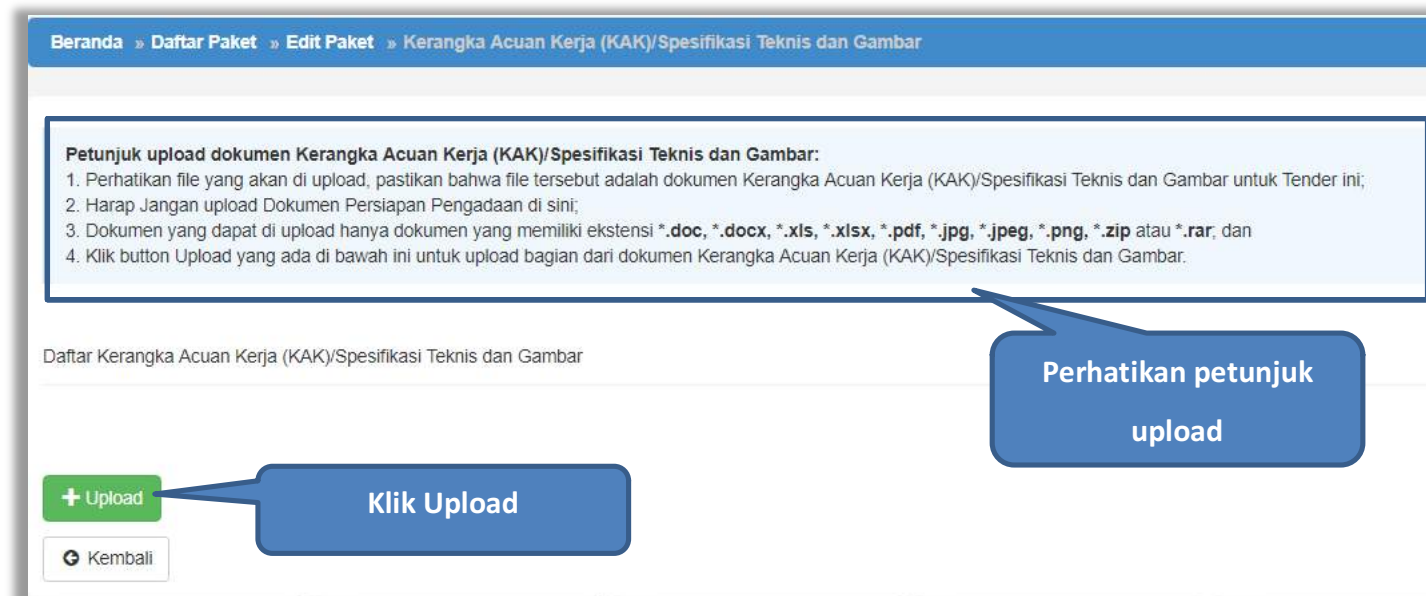 Beranda » Daftar Paket » Edit Paket » Kerangka Acuan Kerja (KAK)/Spesifikasi Teknis dan Gambar
Petunjuk upload dokumen Kerangka Acuan Kerja (KAK)/Spesifikasi Teknis dan Gambar:
1. Perhatikan file yang akan di upload, pastikan bahwa file tersebut adalah dokumen Kerangka Acuan Kerja (KAK)/Spesifikasi Teknis dan Gambar untuk Tender ini;
2. Harap Jangan upload Dokumen Persiapan Pengadaan di sini;
3. Dokumen yang dapat di upload hanya dokumen yang memiliki ekstensi *.doc, *.docx, *.xls, *.xlsx, *.pdf, *.jpg, *.jpeg, *.png, *.zip atau *.rar; dan
4. Klik button Upload yang ada di bawah ini untuk upload bagian dari dokumen Kerangka Acuan Kerja (KAK)/Spesifikasi Teknis dan Gambar.
Daftar Kerangka Acuan Kerja (KAK)/Spesifikasi Teknis dan Gambar
Perhatikan petunjuk
upload
+ Upload
Klik Upload
Kembali